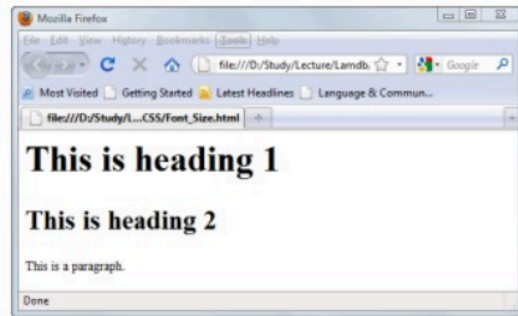 Mozilla Firefox
File Edit View History Bookmarks Tools Help
file:///D:/Study/Lecture/Lamdb Google
Most Visited Getting Started Latest Headlines Language & Commun...
file:///D:/Study/L...CSS/Font_Size.html
This is heading 1
This is heading 2
This is a paragraph.
Done